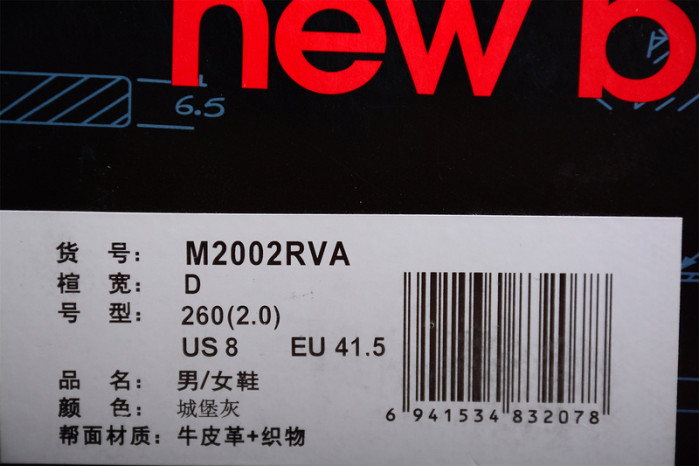 new b
6.5
货 号: M2002RVA
楦 宽: D
号 型: 260(2.0)
US 8 EU 41.5
品 名: 男/女鞋
颜 色: 城堡灰
帮面材质: 牛皮革+织物
6 941534 832078